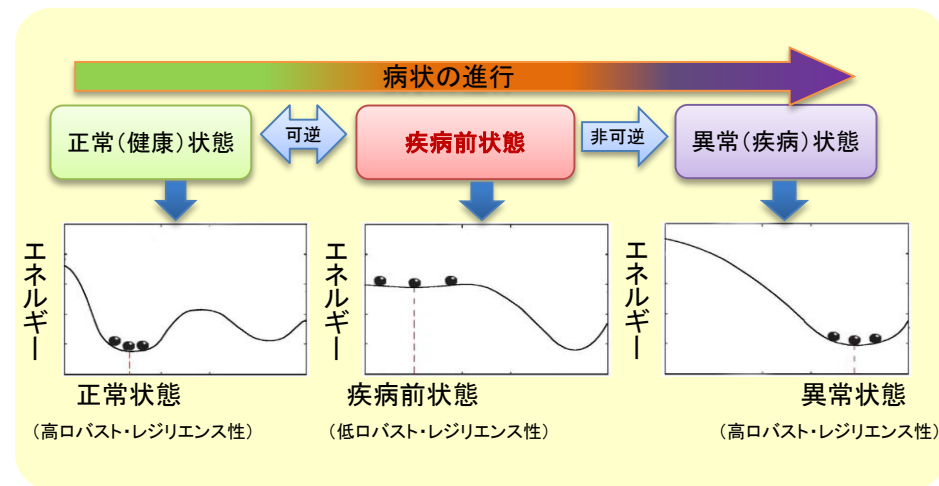 病状の進行
正常(健康)状態
可逆
疾病前状態
非可逆
異常(疾病)状態
エネルギー
エネルギー
エネルギー
正常状態
疾病前状態
異常状態
(高ロバスト・レジリエンス性)
(低ロバスト・レジリエンス性)
(高ロバスト・レジリエンス性)